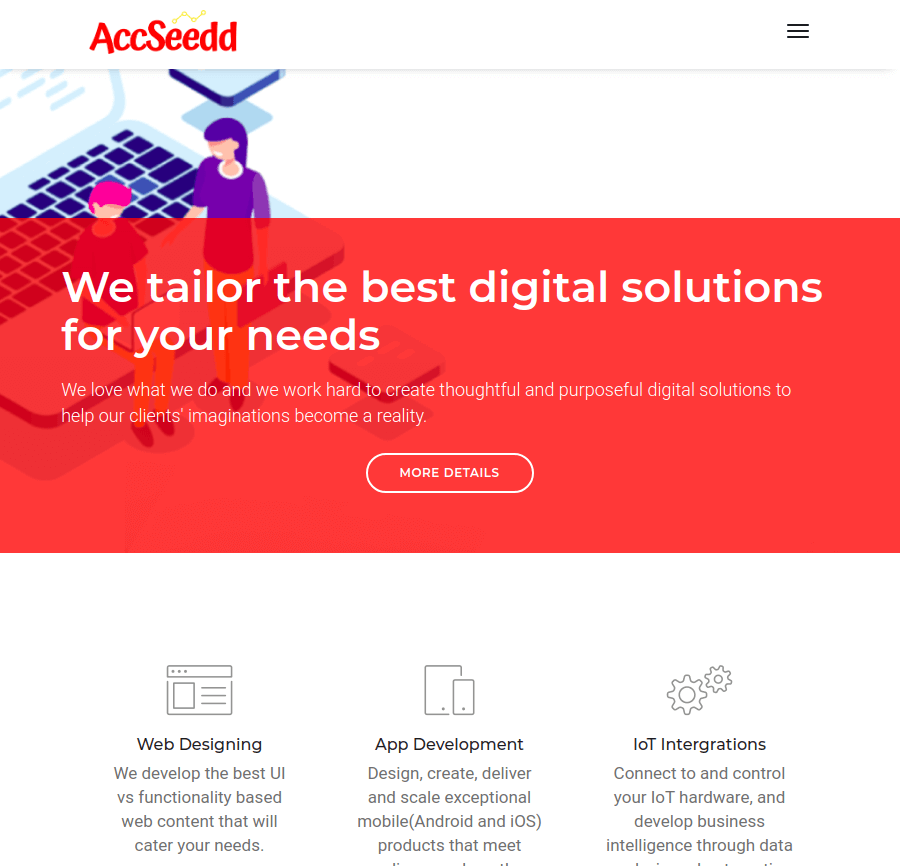 AccSeedd
We tailor the best digital solutions
for your needs
We love what we do and we work hard to create thoughtful and purposeful digital solutions to
help our clients' imaginations become a reality.
MORE DETAILS
Web Designing
We develop the best UI
vs functionality based
web content that will
cater your needs.
App Development
Design, create, deliver
and scale exceptional
mobile(Android and iOS)
products that meet
IoT Intergrations
Connect to and control
your IoT hardware, and
develop business
intelligence through data